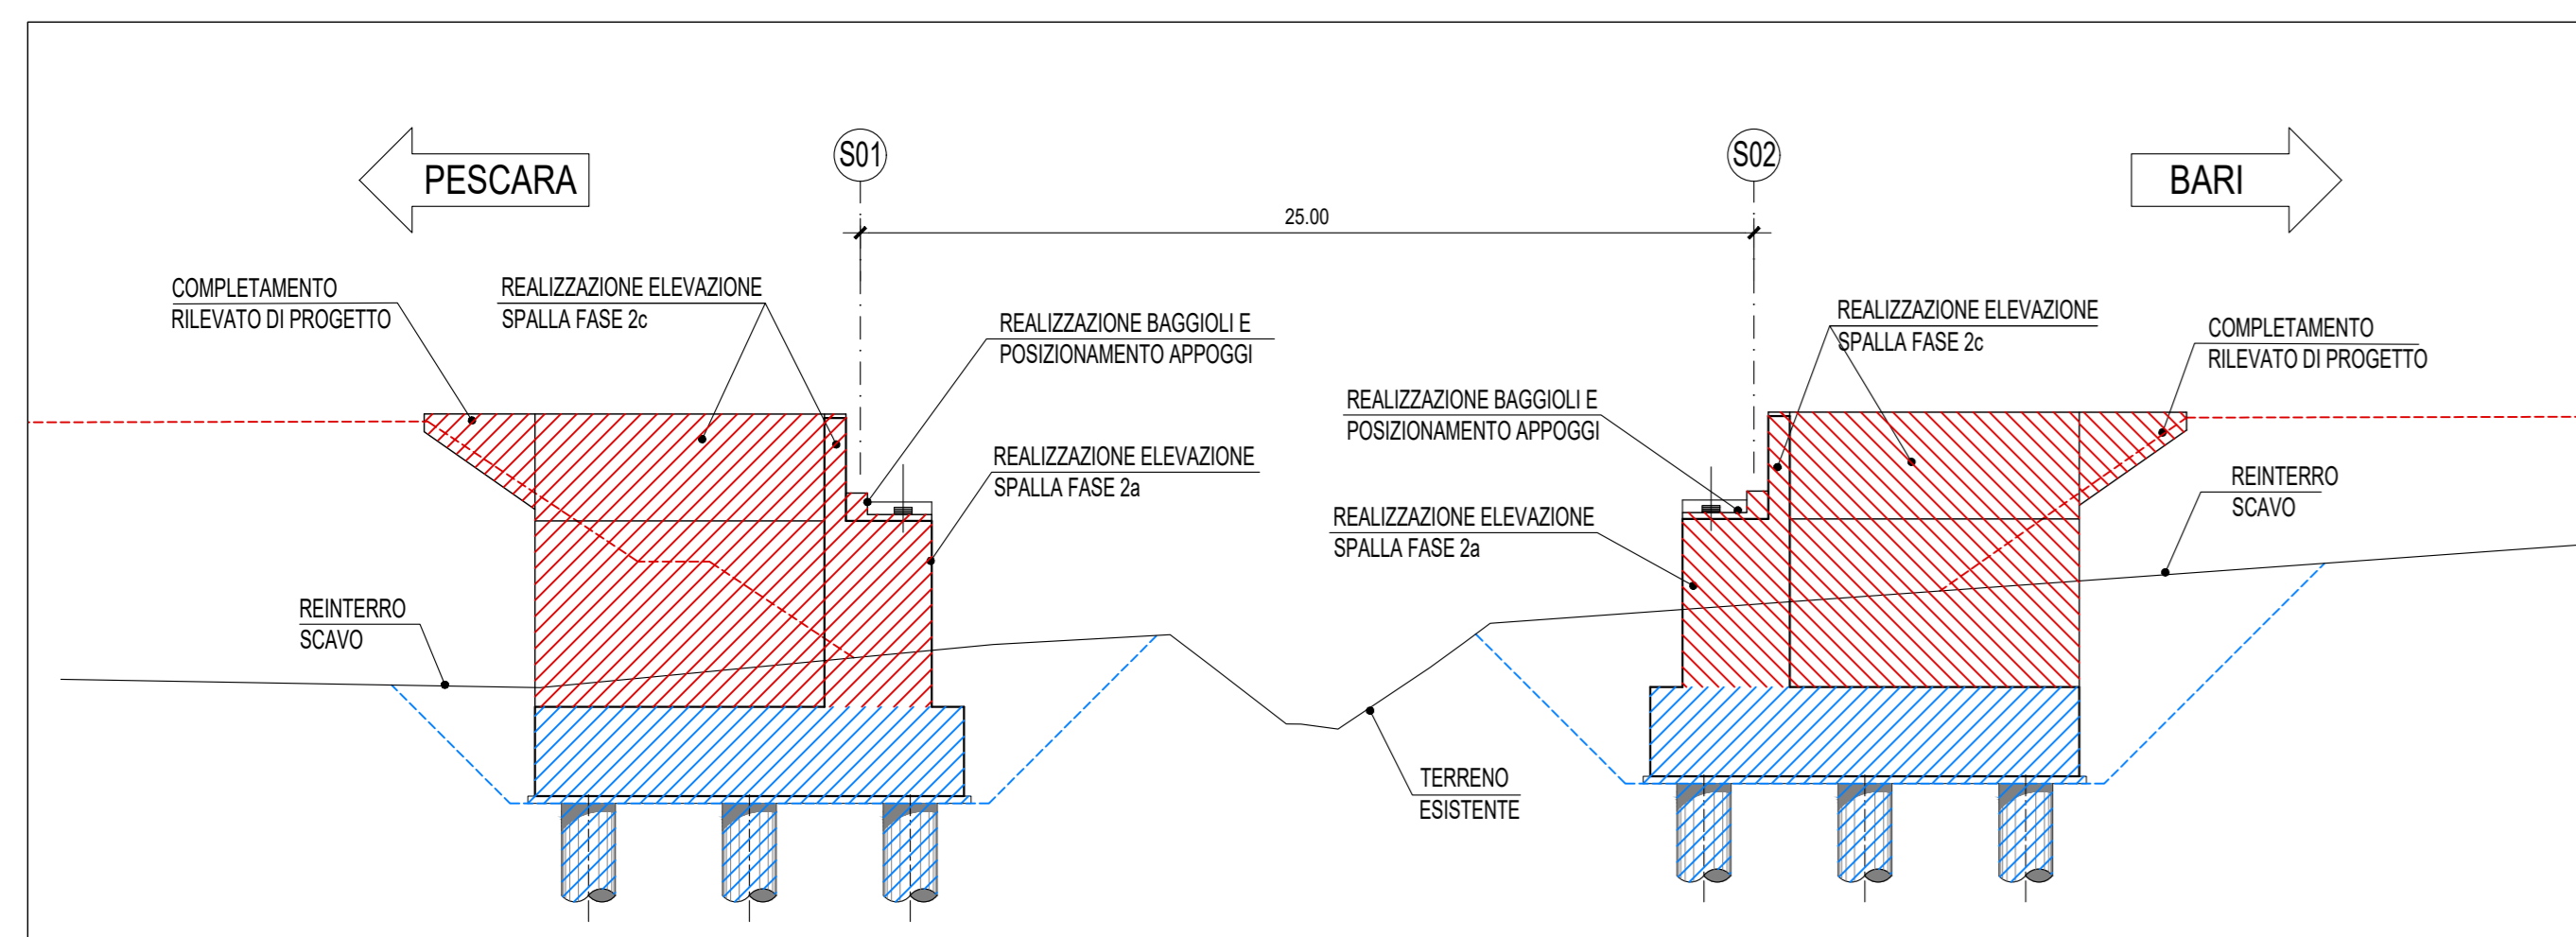 PESCARA
S01
S02
BARI
25.00
COMPLETAMENTO
RILEVATO DI PROGETTO
REALIZZAZIONE ELEVAZIONE
SPALLA FASE 2c
REALIZZAZIONE BAGGIOLI E
POSIZIONAMENTO APPOGGI
REALIZZAZIONE ELEVAZIONE
SPALLA FASE 2a
REINTERRO
SCAVO
REALIZZAZIONE ELEVAZIONE
SPALLA FASE 2c
COMPLETAMENTO
RILEVATO DI PROGETTO
REALIZZAZIONE BAGGIOLI E
POSIZIONAMENTO APPOGGI
REALIZZAZIONE ELEVAZIONE
SPALLA FASE 2a
REINTERRO
SCAVO
TERRENO
ESISTENTE